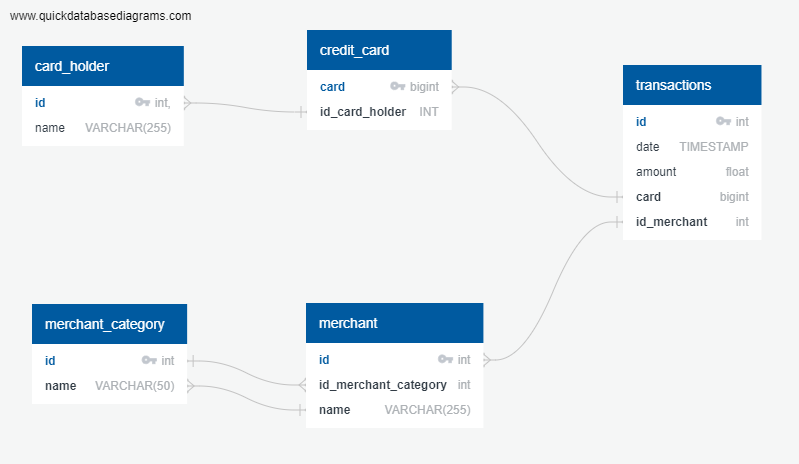 www.quickdatabasediagrams.com
card_holder
id int,
name VARCHAR(255)
credit_card
card bigint
id_card_holder INT
transactions
id int
date TIMESTAMP
amount float
card bigint
id_merchant int
merchant_category
id int
name VARCHAR(50)
merchant
id int
id_merchant_category int
name VARCHAR(255)